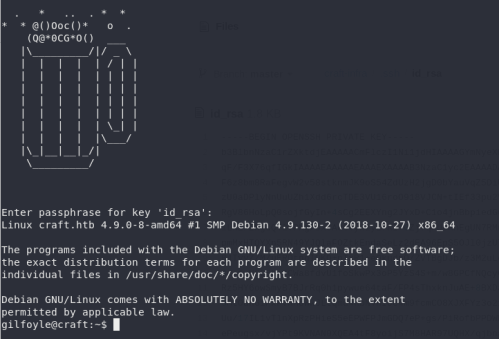 .   *   ..  . *  *
*  * @()Ooc()*   o  .
    (Q@*0CG*O()  ___
   |\_________/|/ _ \
   |  |  |  |  | / | |
   |  |  |  |  | | | |
   |  |  |  |  | | | |
   |  |  |  |  | | | |
   |  |  |  |  | | | |
   |  |  |  |  | \_| |
   |  |  |  |  |\___/
   |\_|__|__|_/|
    \_________/
Enter passphrase for key 'id_rsa':
Linux craft.htb 4.9.0-8-amd64 #1 SMP Debian 4.9.130-2 (2018-10-27) x86_64
The programs included with the Debian GNU/Linux system are free software;
the exact distribution terms for each program are described in the
individual files in /usr/share/doc/*/copyright.
Debian GNU/Linux comes with ABSOLUTELY NO WARRANTY, to the extent
permitted by applicable law.
gilfoyle@craft:~$